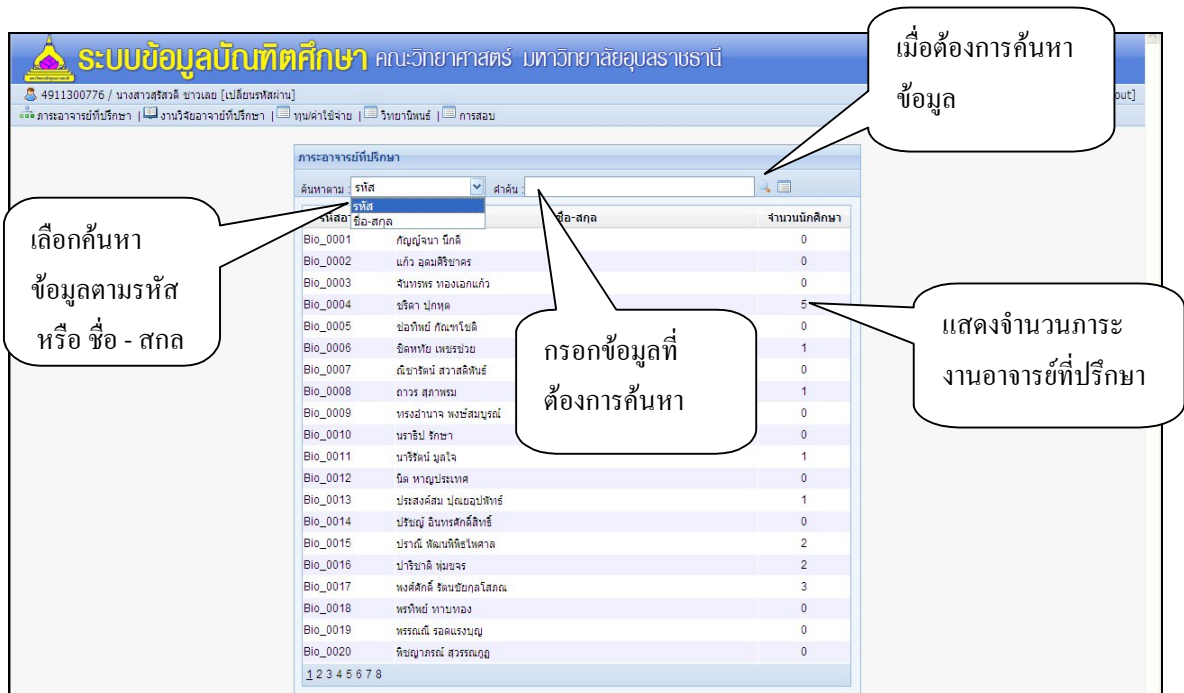 ระบบข้อมูลบัณฑิตศึกษา คณะวิทยาศาสตร์ มหาวิทยาลัยอุบลราชธานี
4911300776 / นางสาวสุรัสวดี ขาวเลย [เปลี่ยนรหัสผ่าน] out]
ภาระอาจารย์ที่ปรึกษา | งานวิจัยอาจารย์ที่ปรึกษา | ทุน/ค่าใช้จ่าย | วิทยานิพนธ์ | การสอบ
เมื่อต้องการค้นหา
ข้อมูล
ภาระอาจารย์ที่ปรึกษา
ค้นหาตาม : รหัส คำค้น :
รหัส
ชื่อ-สกุล
รหัสอา ชื่อ-สกุล จำนวนนักศึกษา
เลือกค้นหา
ข้อมูลตามรหัส
หรือ ชื่อ - สกล
กรอกข้อมูลที่
ต้องการค้นหา
แสดงจำนวนภาระ
งานอาจารย์ที่ปรึกษา
Bio_0001 กัญญ์จนา นึกดี 0
Bio_0002 แก้ว อุดมศิริชาคร 0
Bio_0003 จันทรพร ทองเอกแก้ว 0
Bio_0004 ชริดา ปุกหุต 5
Bio_0005 ช่อทิพย์ กัณฑโชติ 0
Bio_0006 ชิตหทัย เพชรช่วย 1
Bio_0007 ณิชารัตน์ สวาสดิพันธ์ 0
Bio_0008 ถาวร สุภาพรม 1
Bio_0009 ทรงอำนาจ พงษ์สมบูรณ์ 0
Bio_0010 นราธิป รักษา 0
Bio_0011 นารีรัตน์ มูลใจ 1
Bio_0012 นิต หาญประเทศ 0
Bio_0013 ประสงค์สม ปุณยอุปพัทธ์ 1
Bio_0014 ปรัชญ์ อินทรศักดิ์สิทธิ์ 0
Bio_0015 ปราณี พัฒนพิพิธไพศาล 2
Bio_0016 ปาริชาติ พุ่มขจร 2
Bio_0017 พงศ์ศักดิ์ รัตนชัยกุลโสภณ 3
Bio_0018 พรทิพย์ ทาบทอง 0
Bio_0019 พรรณณี รอดแรงบุญ 0
Bio_0020 พิชญาภรณ์ สุวรรณกูฏ 0
1 2 3 4 5 6 7 8